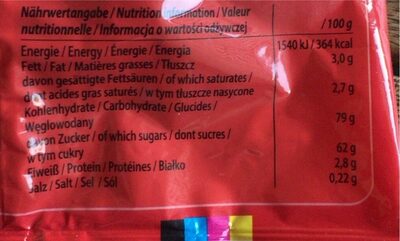 Nährwertangabe / Nutrition information / Valeur
nutritionnelle / Informacja o wartości odżywczej / 100 g
Energie / Energy / Énergie / Energia 1540 kJ / 364 kcal
Fett / Fat / Matières grasses / Tłuszcz 3,0 g
davon gesättigte Fettsäuren / of which saturates /
dont acides gras saturés / w tym tłuszcze nasycone 2,7 g
Kohlenhydrate / Carbohydrate / Glucides /
Węglowodany 79 g
davon Zucker / of which sugars / dont sucres /
w tym cukry 62 g
Eiweiß / Protein / Protéines / Białko 2,8 g
Salz / Salt / Sel / Sól 0,22 g